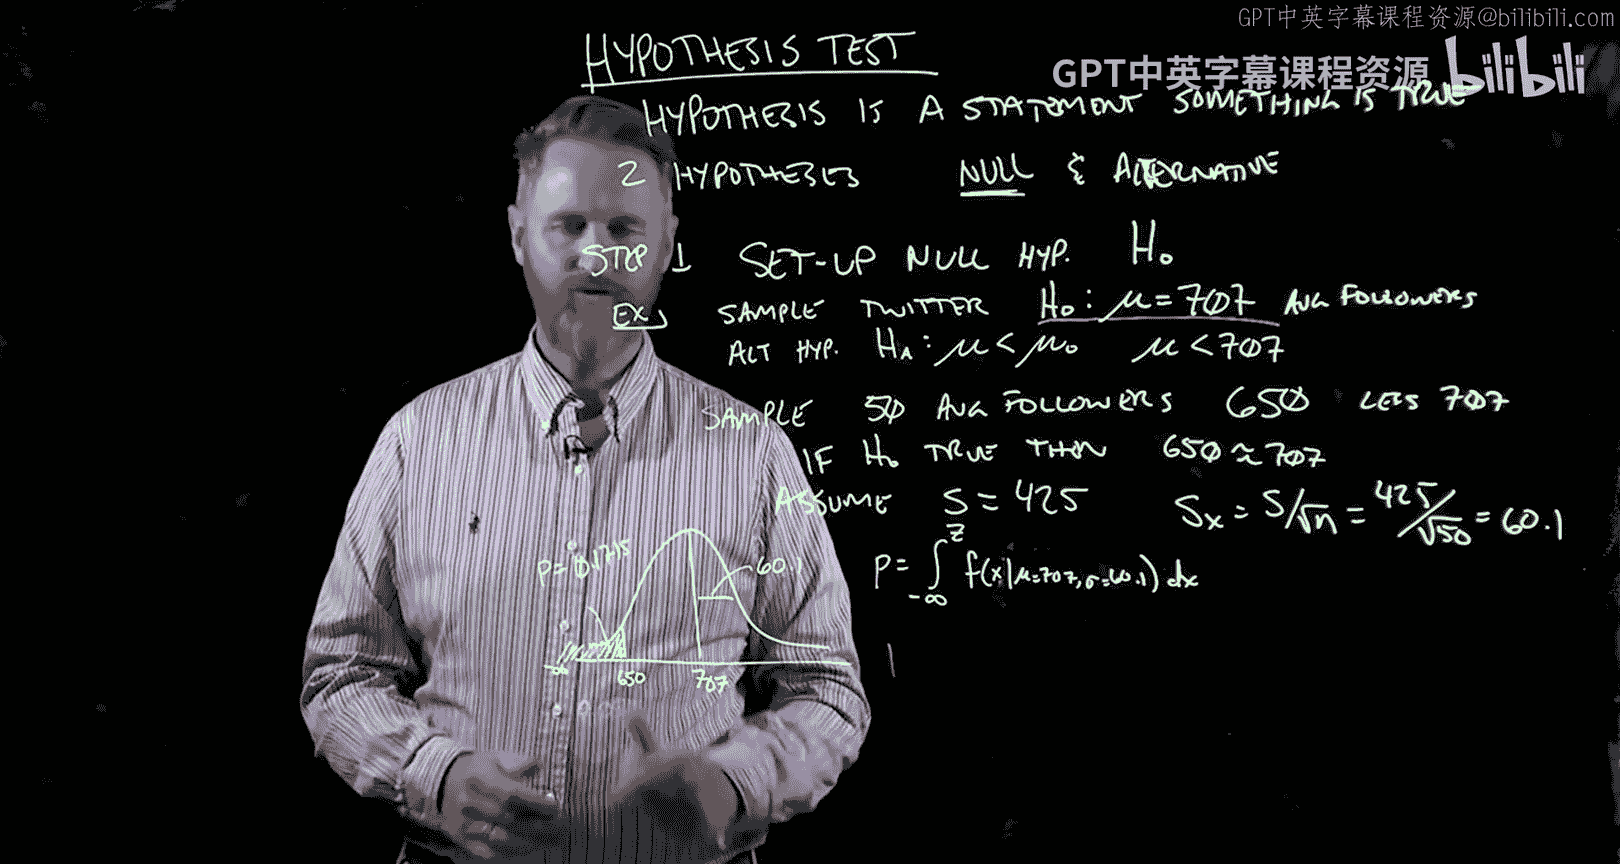 GPT中英字幕课程资源@bilibili.com
GPT中英字幕课程资源 bilibili
HYPOTHESIS TEST
HYPOTHESIS IS A STATEMENT SOMETHING IS TRUE
2 HYPOTHESES NULL & ALTERNATIVE
STEP 1 SET-UP NULL HYP. H₀
EX SAMPLE TWITTER H₀: μ=707 AVG FOLLOWERS
ALT HYP. Hₐ: μ<μ₀ μ<707
SAMPLE 50 AVG FOLLOWERS 650 LESS 707
IF H₀ TRUE THEN 650≈707
ASSUME S=425 Sx = S/√n = 425/√50 = 60.1
P=0.1715 60.1 P= ∫ Z -∞ f(x|μ=707, σ=60.1) dx
-∞ 650 707